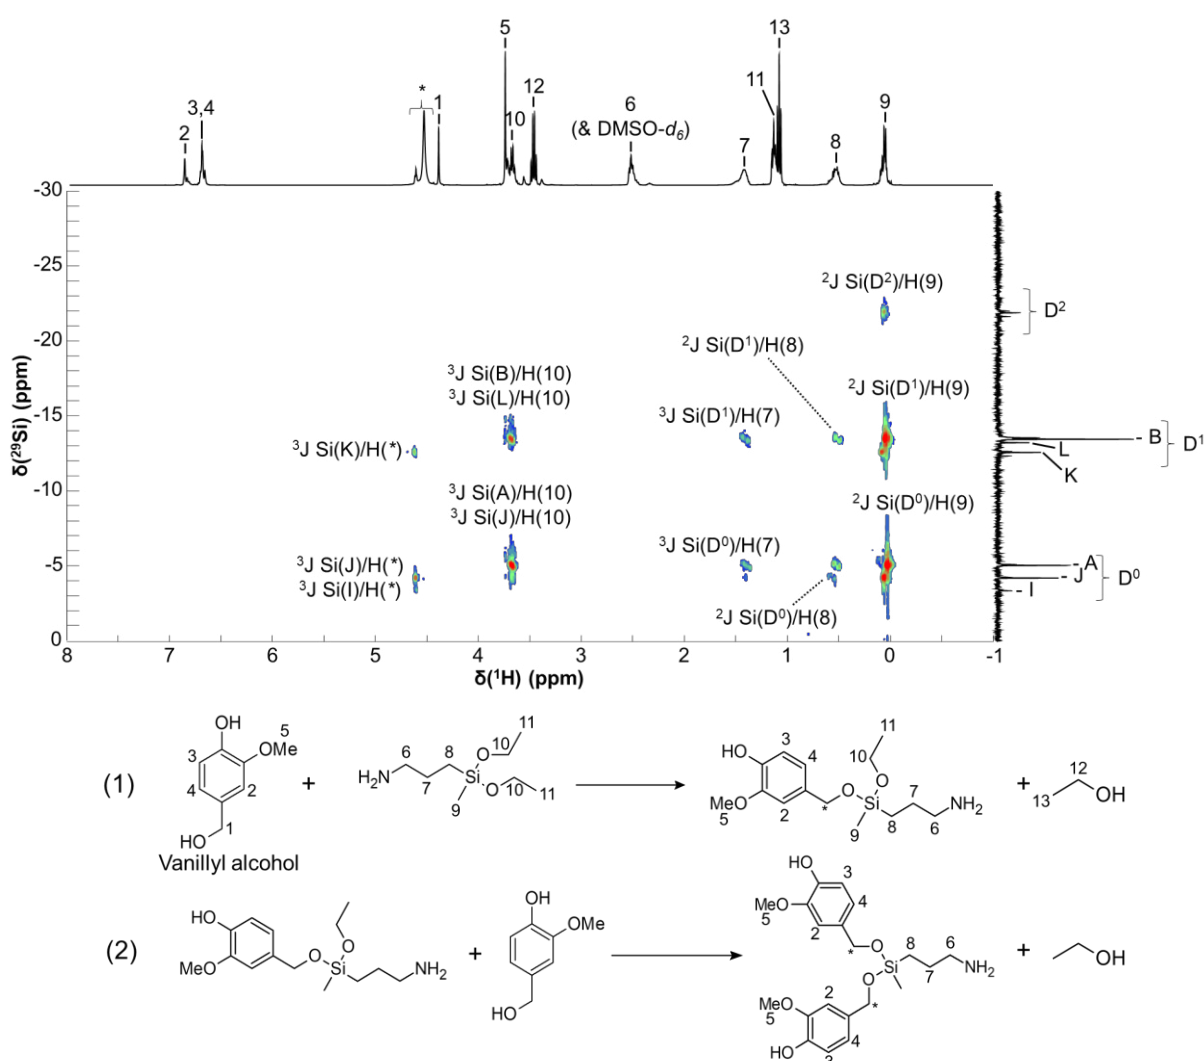 5
13
3,4
*
1
12
6
11
2
10
(& DMSO-d₆)
7
8
9
-30
-25
-20
-15
-10
-5
0
δ(²⁹Si) (ppm)
²J Si(D²)/H(9)
D²
²J Si(D¹)/H(8)
³J Si(B)/H(10)
³J Si(L)/H(10)
²J Si(D¹)/H(9)
³J Si(D¹)/H(7)
³J Si(K)/H(*)
B
D¹
L
K
³J Si(A)/H(10)
³J Si(J)/H(10)
²J Si(D⁰)/H(9)
³J Si(D⁰)/H(7)
³J Si(J)/H(*)
³J Si(I)/H(*)
²J Si(D⁰)/H(8)
A
J
D⁰
I
8 7 6 5 4 3 2 1 0 -1
δ(¹H) (ppm)
(1)
OH
5
OMe
3
4
2
HO
1
Vanillyl alcohol
+
11
10
6
8
O
H₂N
7
Si
O
10
11
9
11
3
10
HO
4
O
7
O
Si
NH₂
MeO
2
*
5
9
8
6
+
12
13
OH
(2)
HO
O
O
Si
NH₂
MeO
+
OH
OMe
HO
HO
3
MeO
4
5
2
O
8
6
*
Si
7
NH₂
2
O
MeO
*
5
4
HO
3
+
OH